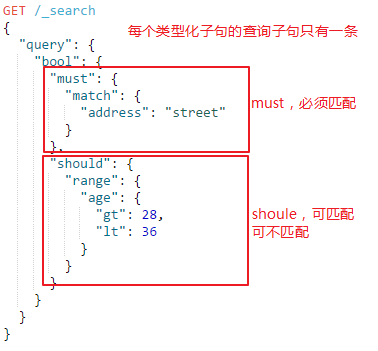 GET /_search
{
"query": {
每个类型化子句的查询子句只有一条
"bool": {
"must": {
"match": {
"address": "street"
must，必须匹配
}
},
"should": {
"range": {
"age": {
"gt": 28,
shoule，可匹配
"lt": 36
可不匹配
}
}
}
}
}
}